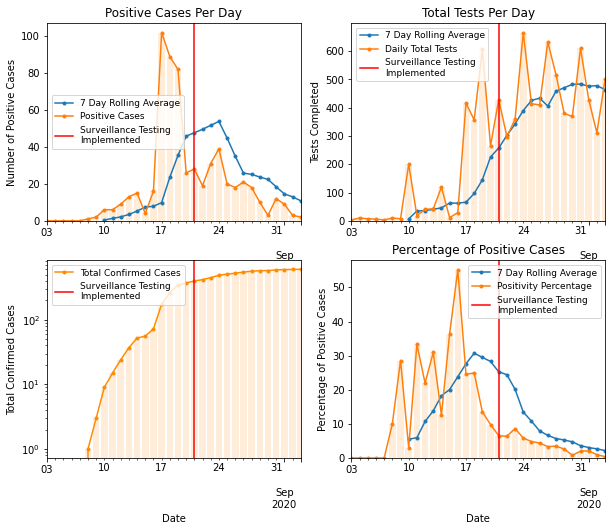 Positive Cases Per Day
Number of Positive Cases
100
80
60
40
20
0
7 Day Rolling Average
Positive Cases
Surveillance Testing
Implemented
03
10
17
24
31
Sep
Total Tests Per Day
Tests Completed
600
500
400
300
200
100
0
7 Day Rolling Average
Daily Total Tests
Surveillance Testing
Implemented
03
10
17
24
31
Sep
Total Confirmed Cases
10²
10¹
10⁰
Total Confirmed Cases
Surveillance Testing
Implemented
03
10
17
24
31
Sep
2020
Date
Percentage of Positive Cases
Percentage of Positive Cases
50
40
30
20
10
0
7 Day Rolling Average
Positivity Percentage
Surveillance Testing
Implemented
03
10
17
24
31
Sep
2020
Date